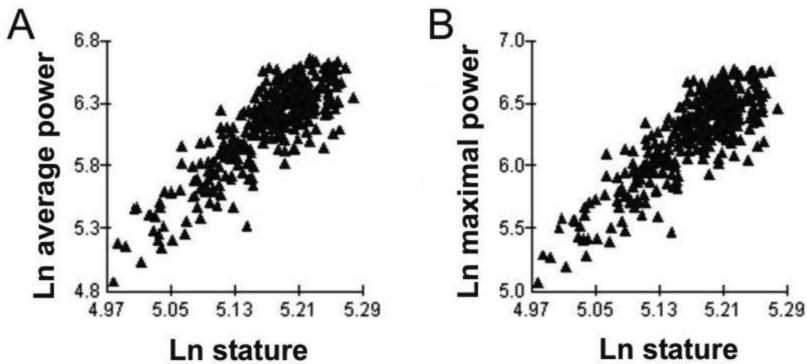 A
Ln average power
6.8
6.3
5.8
5.3
4.8
4.97 5.05 5.13 5.21 5.29
Ln stature
B
Ln maximal power
7.0
6.5
6.0
5.5
5.0
4.97 5.05 5.13 5.21 5.29
Ln stature